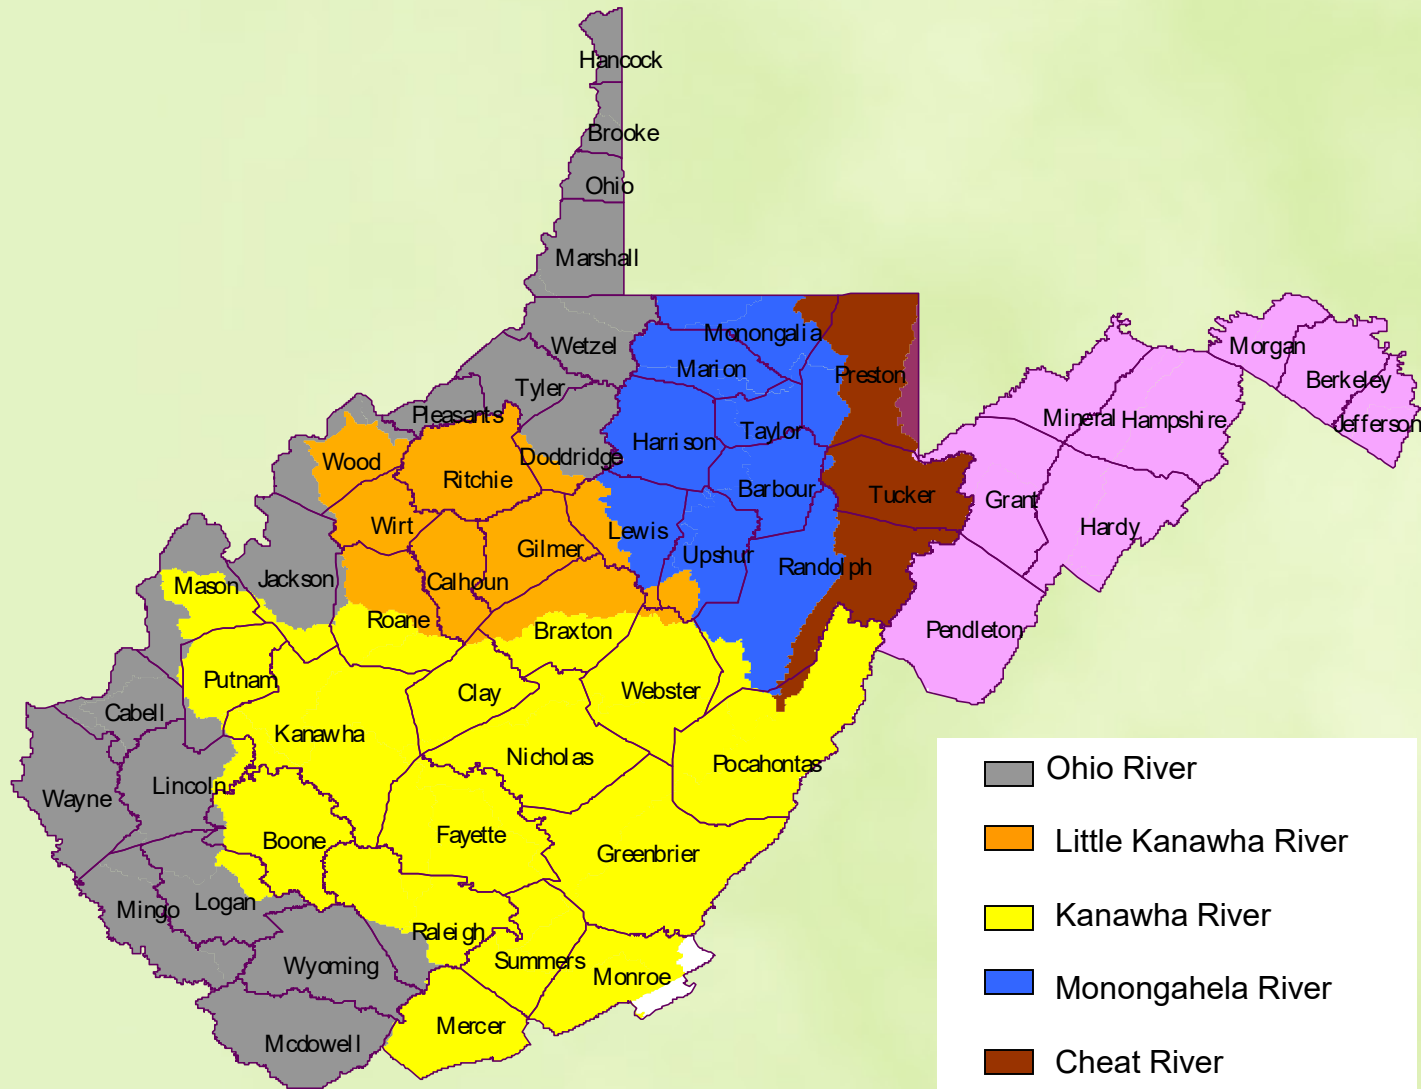 Hancock
Brooke
Ohio
Marshall
Wetzel
Monongalia
Marion
Preston
Tyler
Pleasants
Harrison
Taylor
Doddridge
Wood
Ritchie
Barbour
Tucker
Wirt
Gilmer
Lewis
Upshur
Randolph
Calhoun
Jackson
Mason
Roane
Braxton
Morgan
Berkeley
Jefferson
Mineral
Hampshire
Grant
Hardy
Pendleton
Putnam
Clay
Webster
Cabell
Kanawha
Nicholas
Pocahontas
Wayne
Lincoln
Boone
Fayette
Greenbrier
Mingo
Logan
Raleigh
Summers
Monroe
Wyoming
Mercer
Mcdowell
Ohio River
Little Kanawha River
Kanawha River
Monongahela River
Cheat River